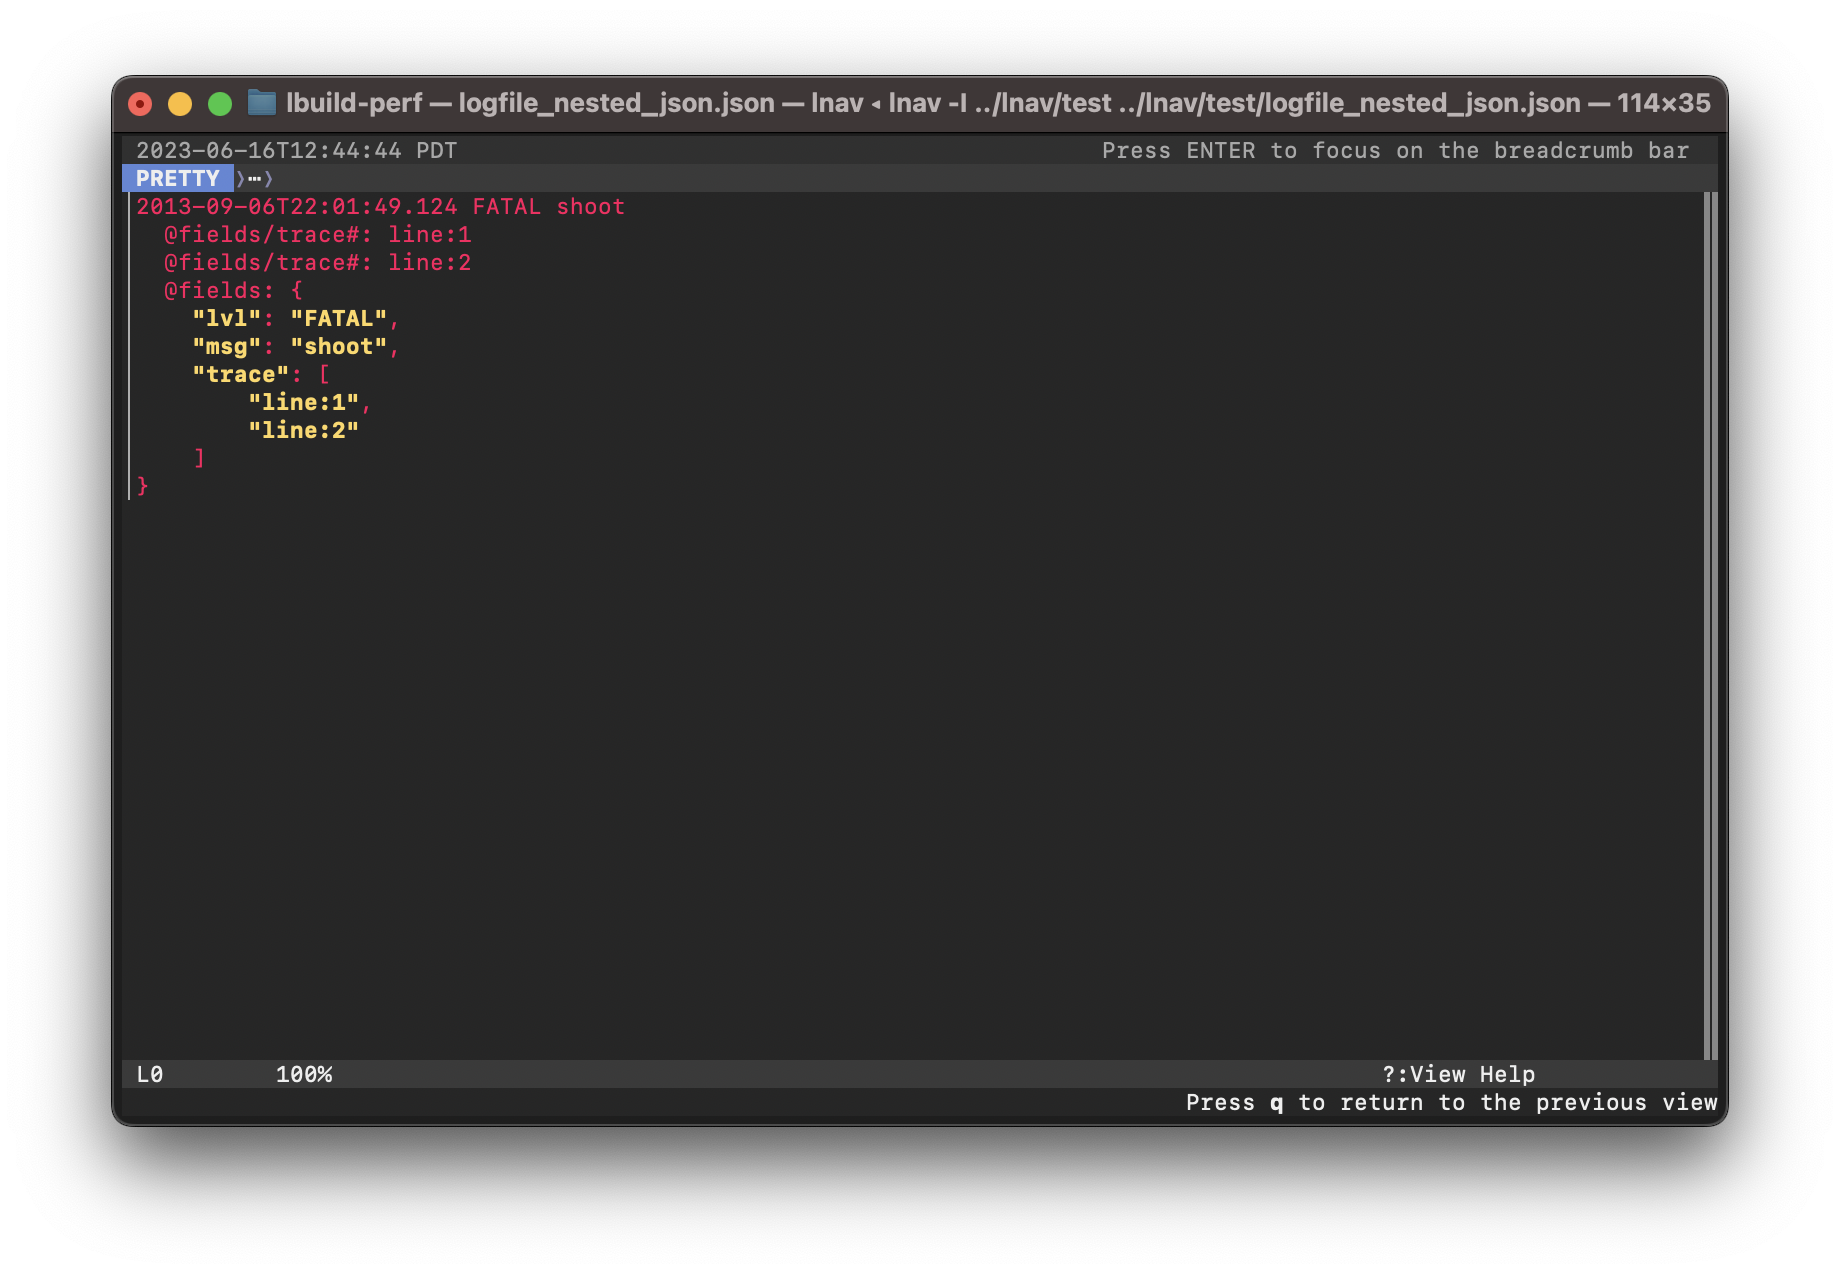 lbuild-perf — logfile_nested_json.json — lnav ◂ lnav -I ../lnav/test ../lnav/test/logfile_nested_json.json — 114×35
2023-06-16T12:44:44 PDT Press ENTER to focus on the breadcrumb bar
PRETTY ❭⋯❭
2013-09-06T22:01:49.124 FATAL shoot
  @fields/trace#: line:1
  @fields/trace#: line:2
  @fields: {
    "lvl": "FATAL",
    "msg": "shoot",
    "trace": [
        "line:1",
        "line:2"
    ]
}
L0 100% ?:View Help
Press q to return to the previous view